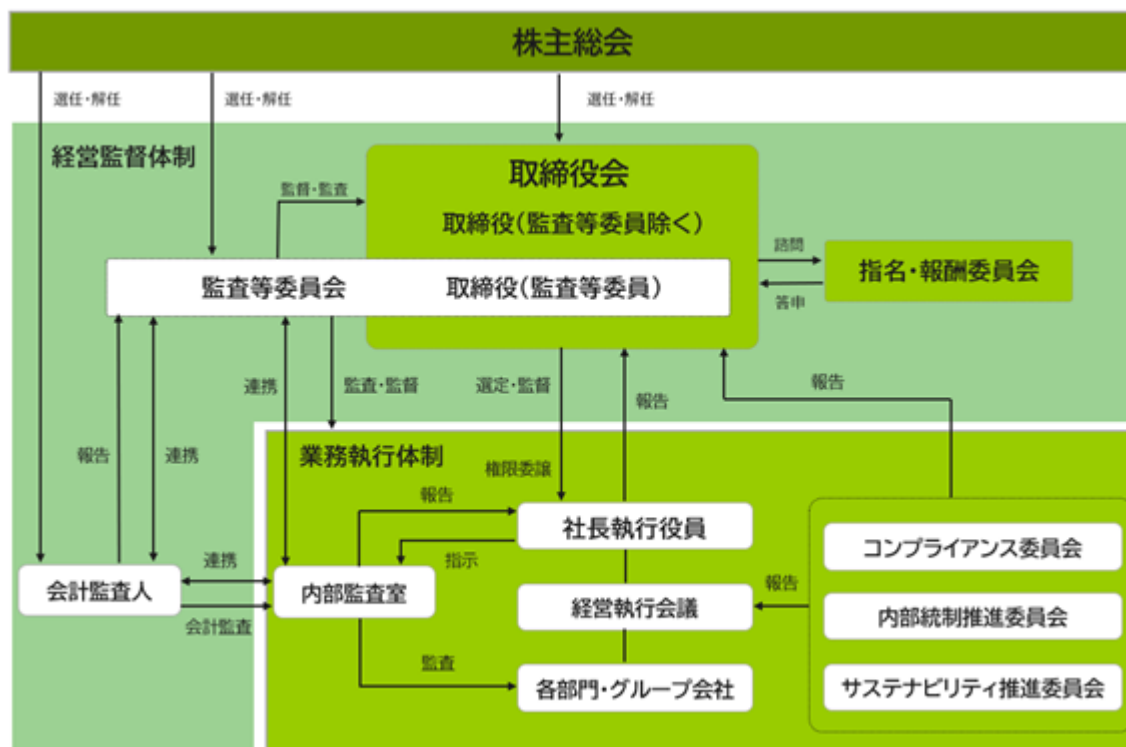 株主総会
選任・解任
選任・解任
選任・解任
経営監督体制
取締役会
監督・監査
取締役(監査等委員除く)
諮問
指名・報酬委員会
監査等委員会
取締役(監査等委員)
答申
連携
監査・監督
選定・監督
報告
報告
報告
連携
業務執行体制
権限委譲
報告
社長執行役員
コンプライアンス委員会
連携
指示
会計監査人
内部監査室
経営執行会議
報告
内部統制推進委員会
会計監査
監査
各部門・グループ会社
サステナビリティ推進委員会